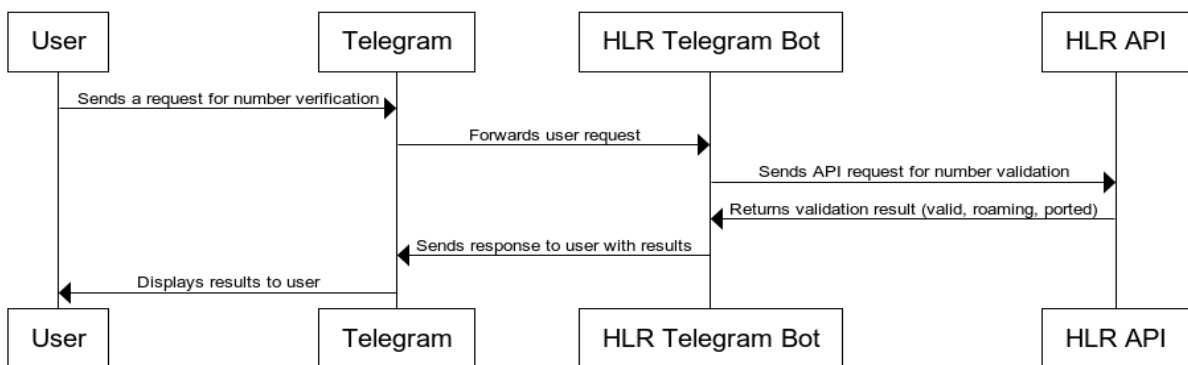 User
Telegram
HLR Telegram Bot
HLR API
Sends a request for number verification
Forwards user request
Sends API request for number validation
Returns validation result (valid, roaming, ported)
Sends response to user with results
Displays results to user
User
Telegram
HLR Telegram Bot
HLR API